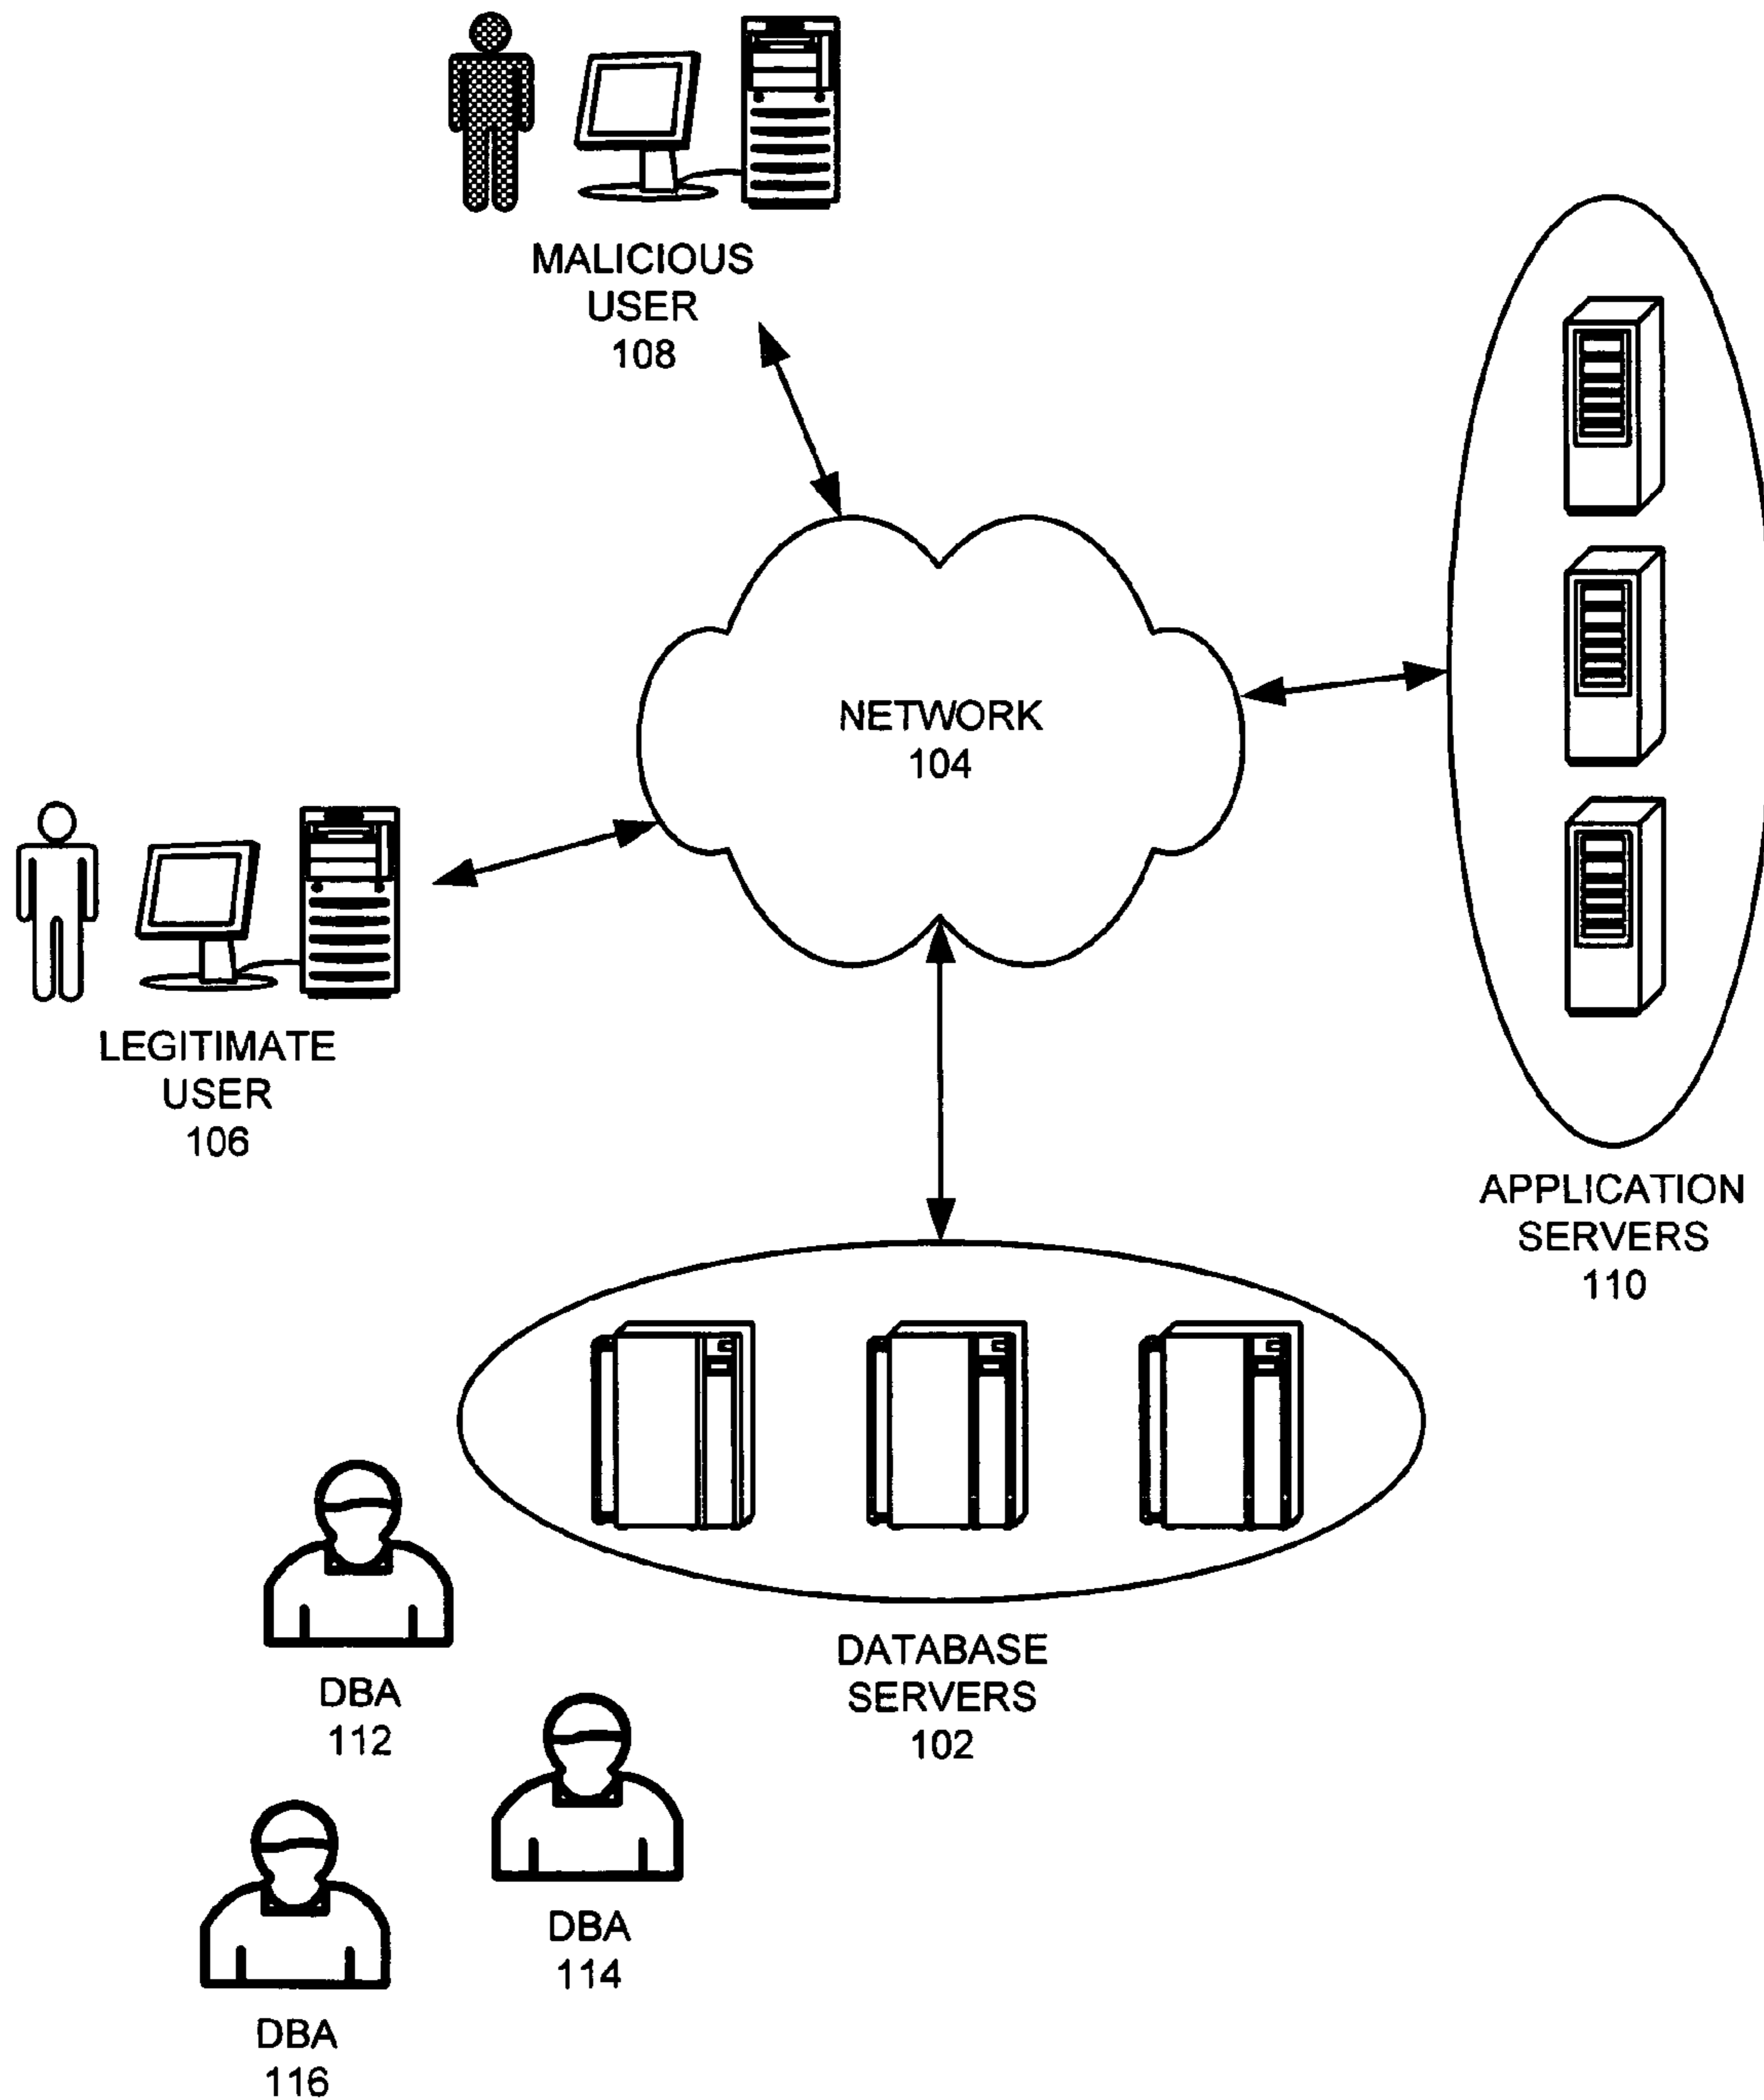 MALICIOUS
USER
108
NETWORK
104
LEGITIMATE
USER
106
APPLICATION
SERVERS
110
DATABASE
SERVERS
102
DBA
112
DBA
114
DBA
116